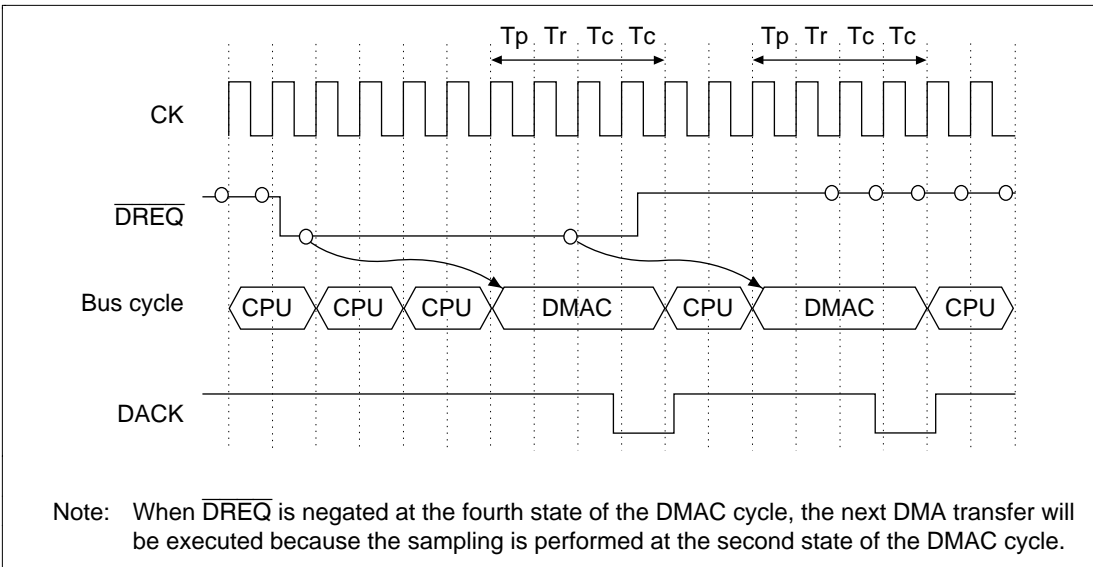 Tp Tr Tc Tc Tp Tr Tc Tc
CK
DREQ
Bus cycle CPU CPU CPU DMAC CPU DMAC CPU
DACK
Note: When DREQ is negated at the fourth state of the DMAC cycle, the next DMA transfer will
be executed because the sampling is performed at the second state of the DMAC cycle.